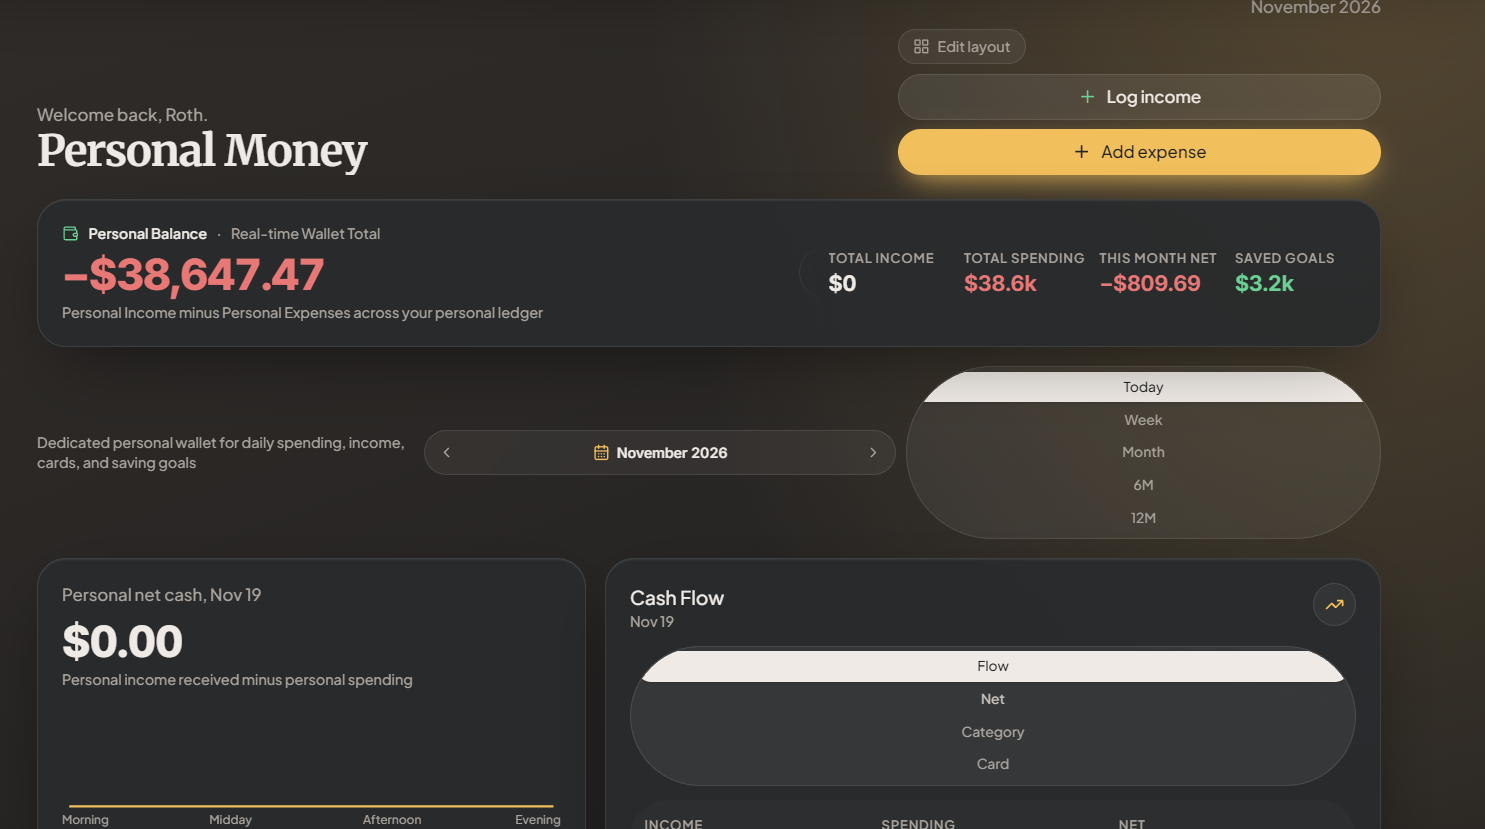 November 2026
Edit layout
Log income
Welcome back, Roth.
Personal Money
Add expense
Personal Balance · Real-time Wallet Total
−$38,647.47
Personal Income minus Personal Expenses across your personal ledger
TOTAL INCOME
$0
TOTAL SPENDING
$38.6k
THIS MONTH NET
−$809.69
SAVED GOALS
$3.2k
Dedicated personal wallet for daily spending, income,
cards, and saving goals
November 2026
Today
Week
Month
6M
12M
Personal net cash, Nov 19
$0.00
Personal income received minus personal spending
Morning
Midday
Afternoon
Evening
Cash Flow
Nov 19
Flow
Net
Category
Card
INCOME
SPENDING
NET